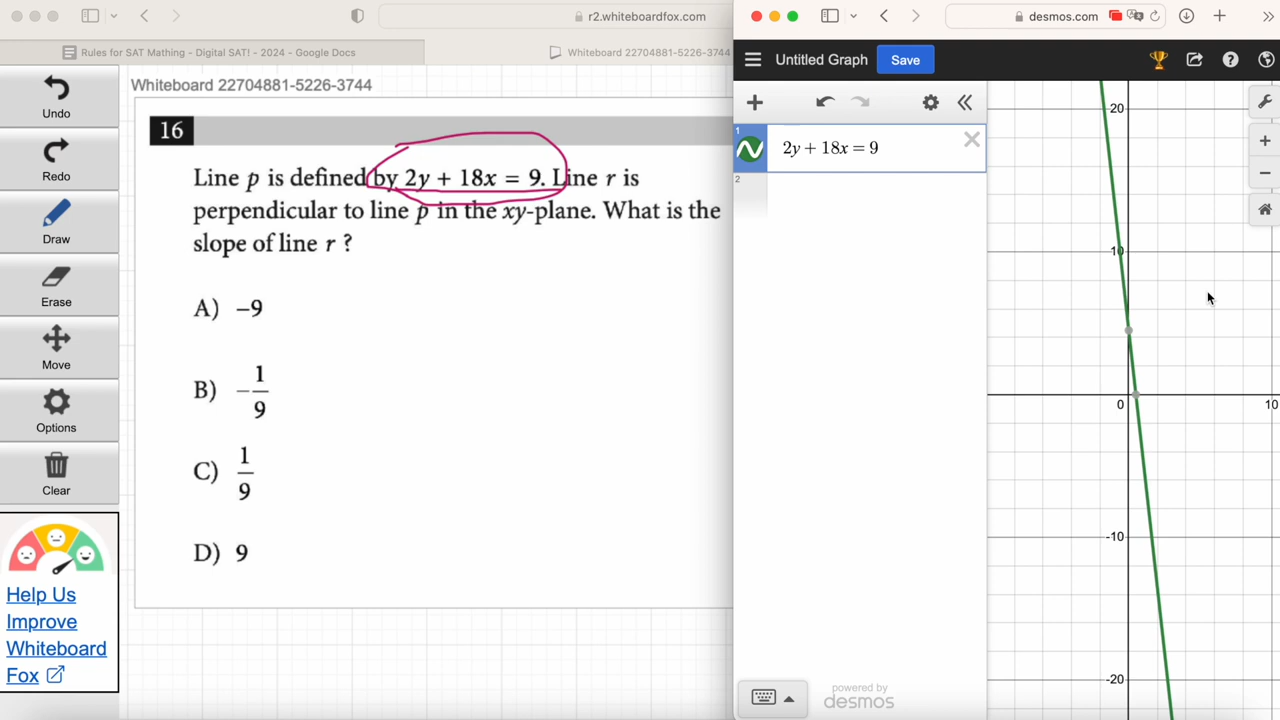 r2.whiteboardfox.com
desmos.com
Rules for SAT Mathing - Digital SAT! - 2024 - Google Docs
Whiteboard 22704881-5226-3744
Undo
Redo
Draw
Erase
Move
Options
Clear
Help Us
Improve
Whiteboard
Fox
Whiteboard 22704881-5226-3744
16
Line p is defined by 2y + 18x = 9. Line r is
perpendicular to line p in the xy-plane. What is the
slope of line r ?
A) −9
B) −1/9
C) 1/9
D) 9
Untitled Graph
Save
1
2y + 18x = 9
2
powered by
desmos
20
10
0
10
-10
-20